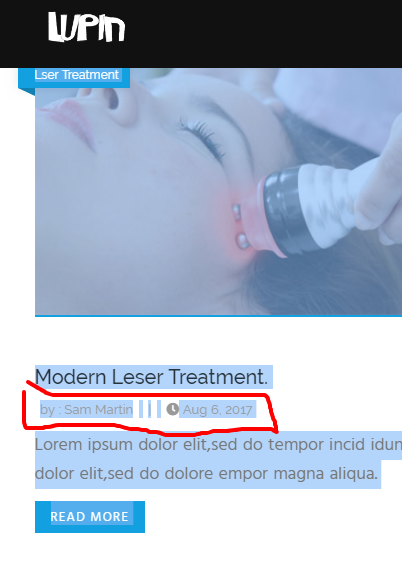 LUPIN
Lser Treatment
Modern Leser Treatment.
by : Sam Martin | | | Aug 6, 2017
Lorem ipsum dolor elit,sed do tempor incid idun
dolor elit,sed do dolore empor magna aliqua.
READ MORE